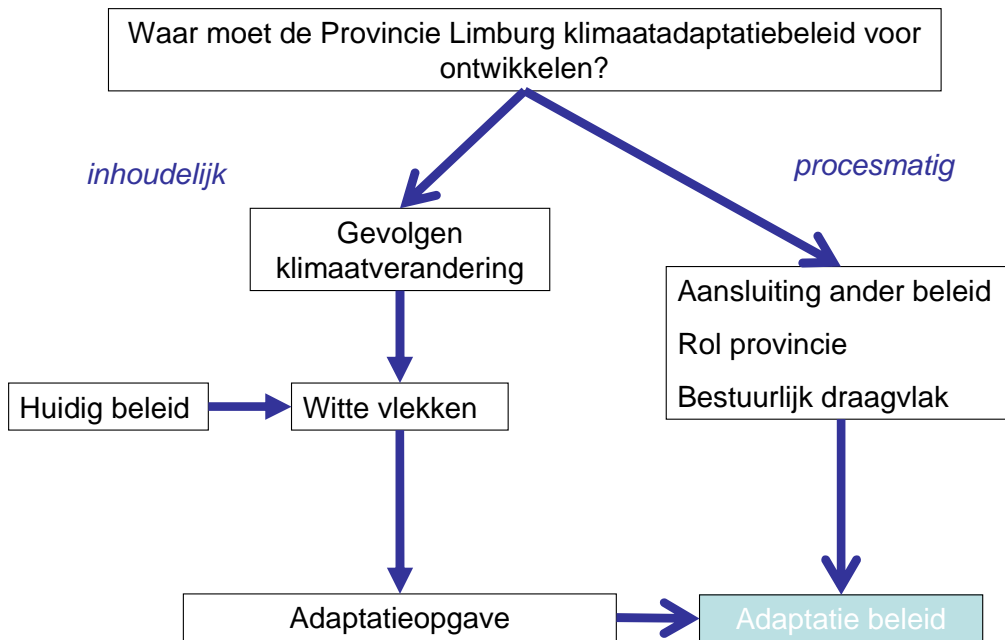 Waar moet de Provincie Limburg klimaatadaptatiebeleid voor
ontwikkelen?
inhoudelijk
procesmatig
Gevolgen
klimaatverandering
Aansluiting ander beleid
Rol provincie
Bestuurlijk draagvlak
Huidig beleid
Witte vlekken
Adaptatieopgave
Adaptatie beleid